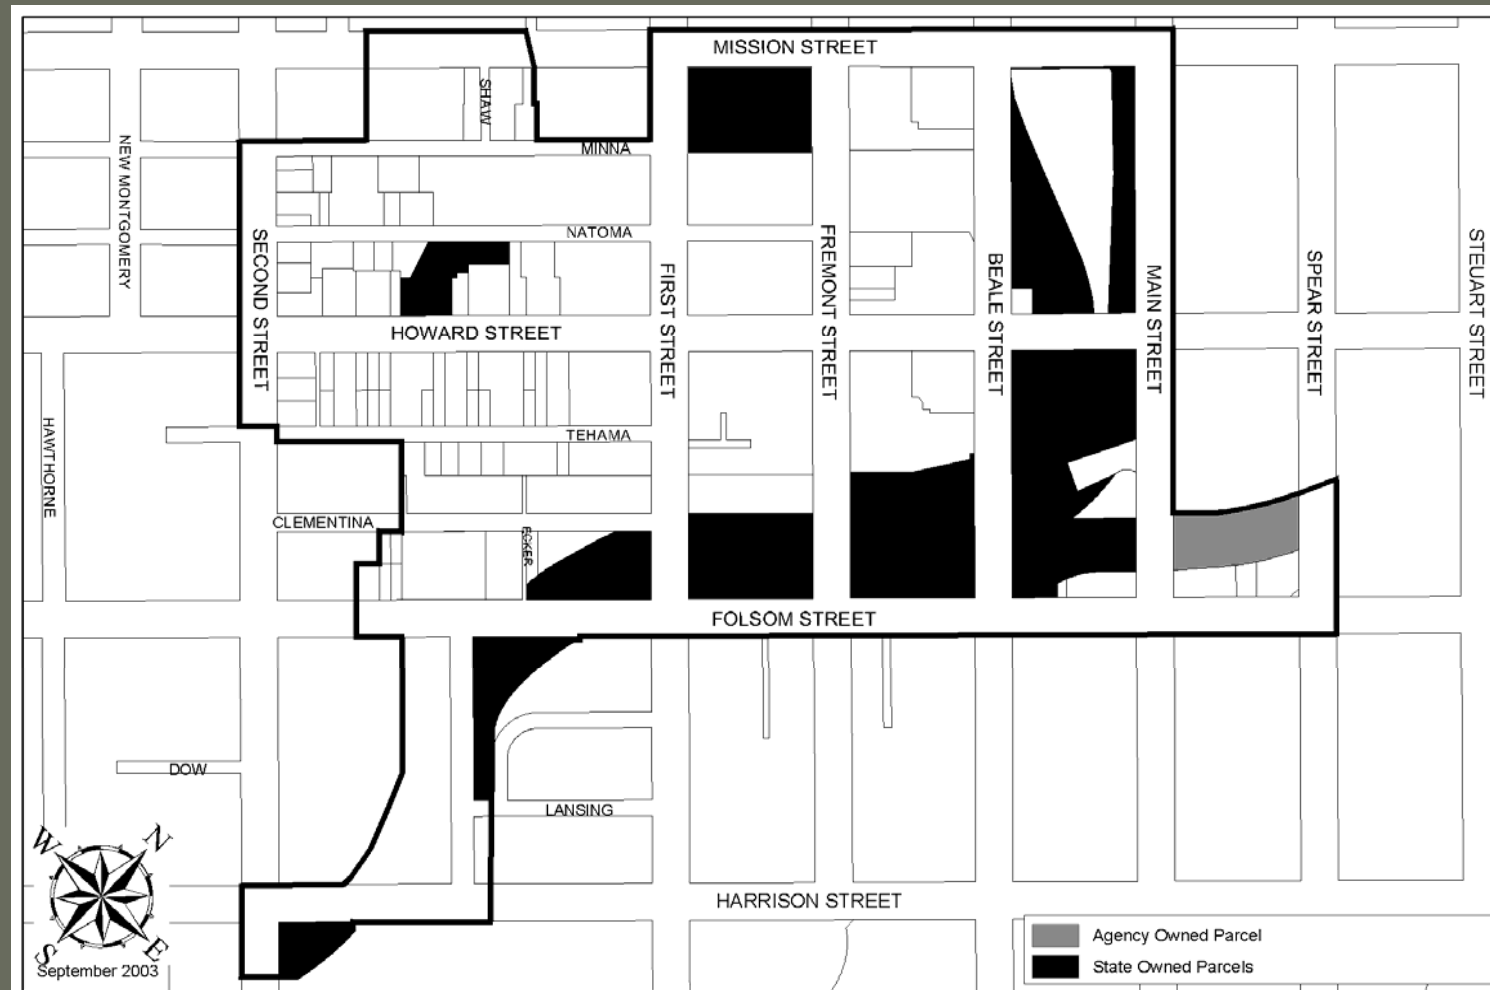 MISSION STREET
SHAW
MINNA
NEW MONTGOMERY
NATOMA
SECOND STREET
FIRST STREET
FREMONT STREET
BEALE STREET
MAIN STREET
SPEAR STREET
STEUART STREET
HOWARD STREET
TEHAMA
HAWTHORNE
CLEMENTINA
ECKER
FOLSOM STREET
DOW
LANSING
HARRISON STREET
W N
S E
September 2003
Agency Owned Parcel
State Owned Parcels